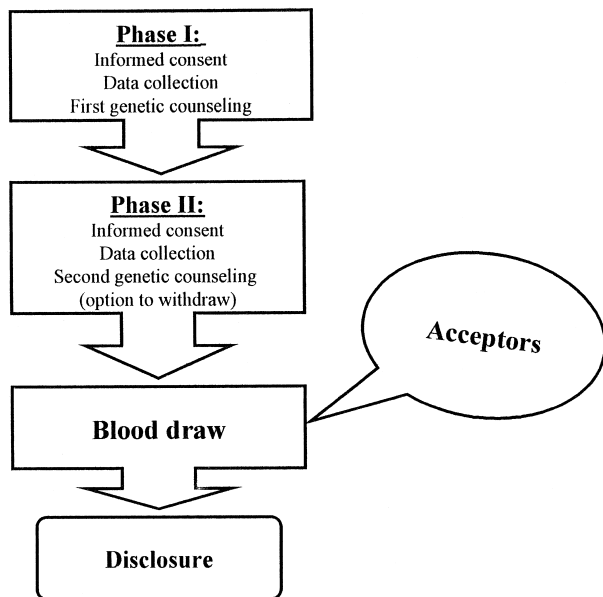 Phase I:
Informed consent
Data collection
First genetic counseling
Phase II:
Informed consent
Data collection
Second genetic counseling
(option to withdraw)
Acceptors
Blood draw
Disclosure